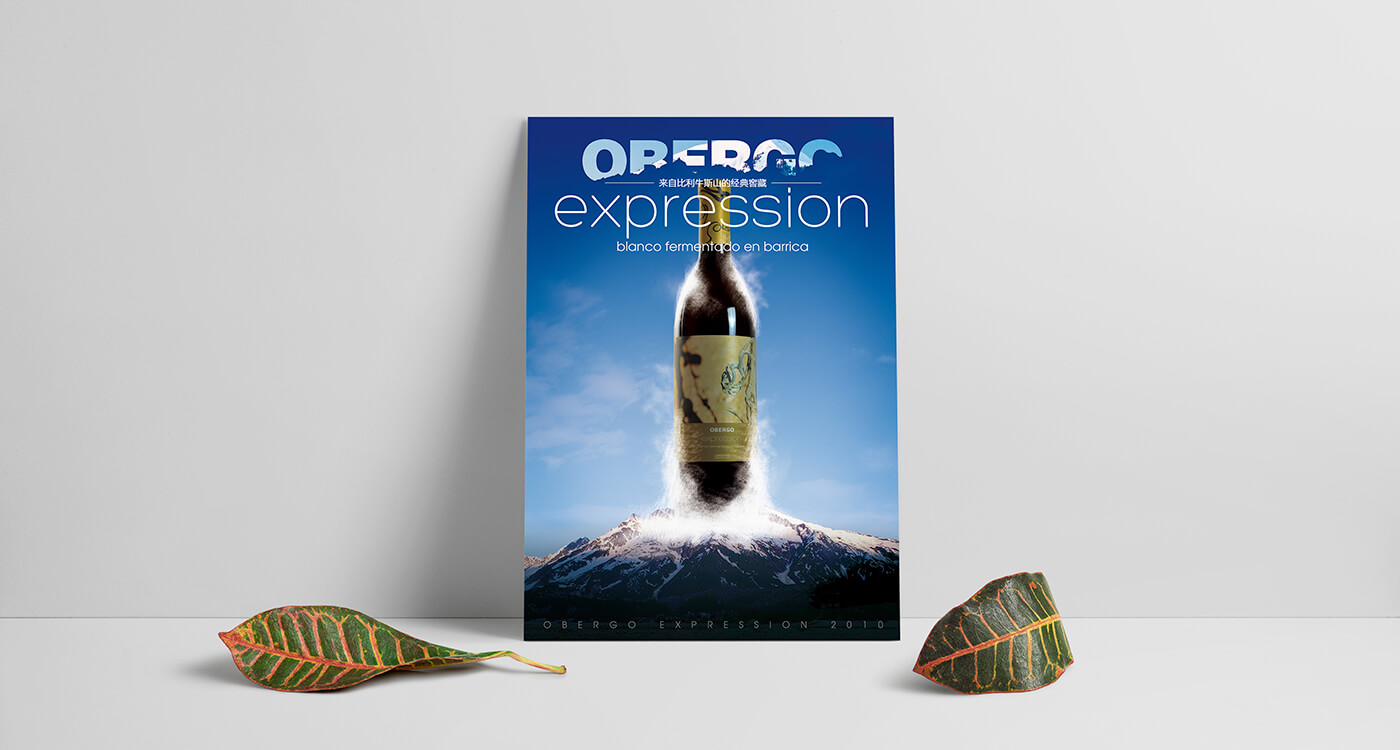 OBERGO
来自比利牛斯山的经典窖藏
expression
blanco fermentado en barrica
OBERGO
expression
OBERGO EXPRESSION 2010